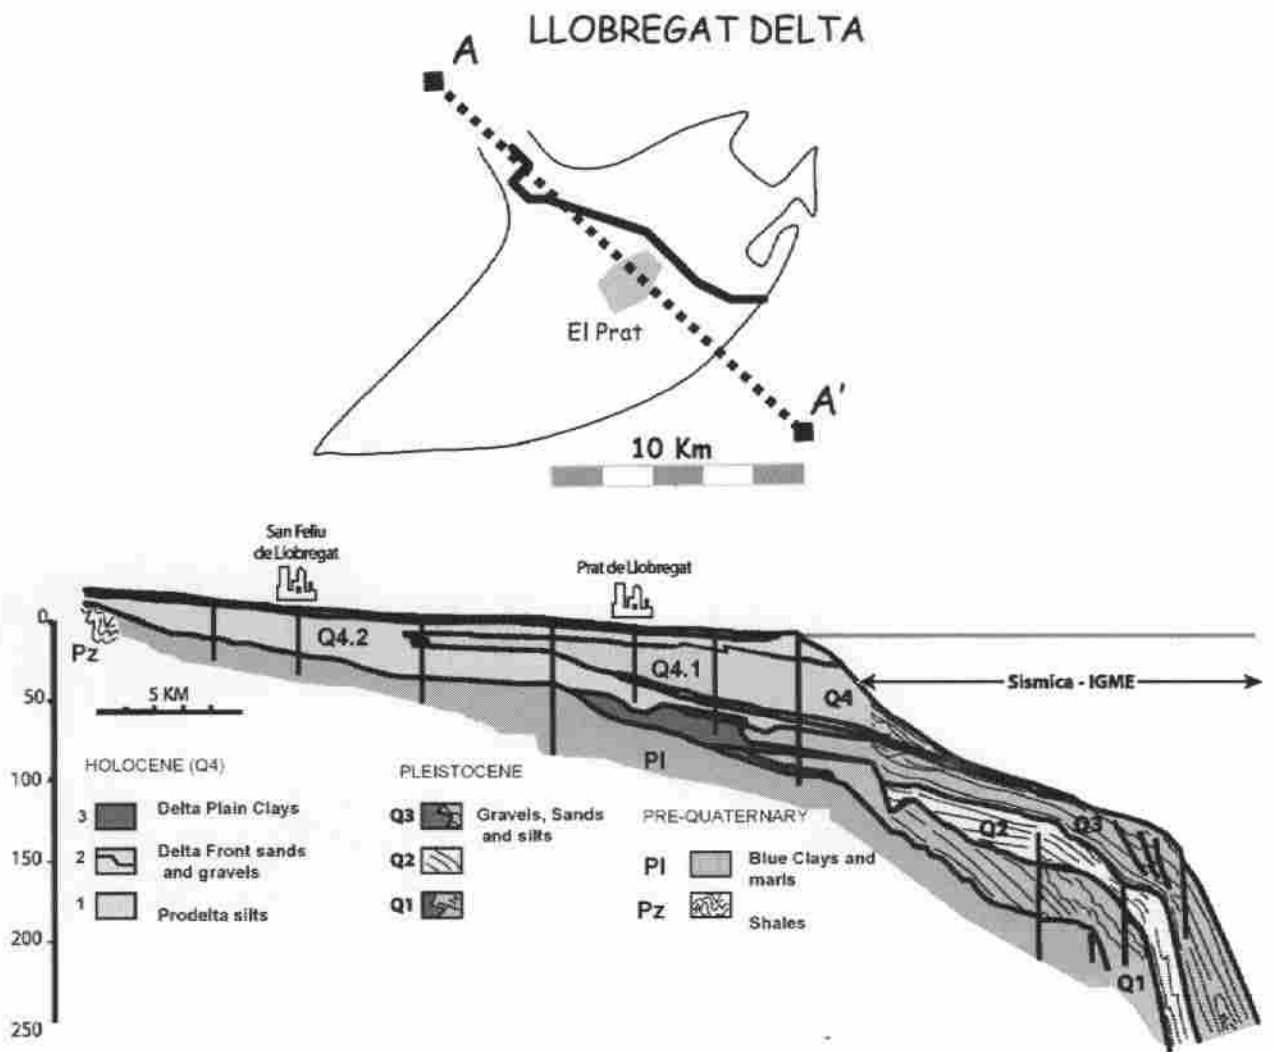 LLOBREGAT DELTA
A
El Prat
A'
10 Km
San Feliu
de Llobregat
Prat de Llobregat
0
Pz
Q4.2
Q4.1
Q4
Sismica - IGME
50
5 KM
Pl
HOLOCENE (Q4)
PLEISTOCENE
100
3 Delta Plain Clays
Q3 Gravels, Sands
and silts
PRE-QUATERNARY
Q2
Q3
2 Delta Front sands
and gravels
Q2
Pl Blue Clays and
marls
150
1 Prodelta silts
Q1
Pz Shales
200
Q1
250